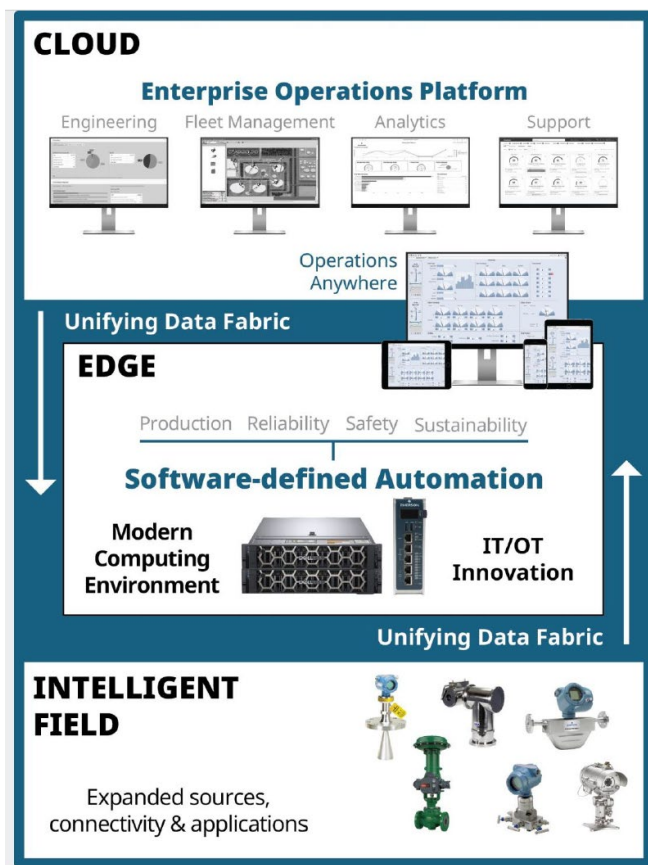 CLOUD
Enterprise Operations Platform
Engineering Fleet Management Analytics Support
Operations
Anywhere
Unifying Data Fabric
EDGE
Production Reliability Safety Sustainability
Software-defined Automation
Modern
Computing
Environment
IT/OT
Innovation
Unifying Data Fabric
INTELLIGENT
FIELD
Expanded sources,
connectivity & applications